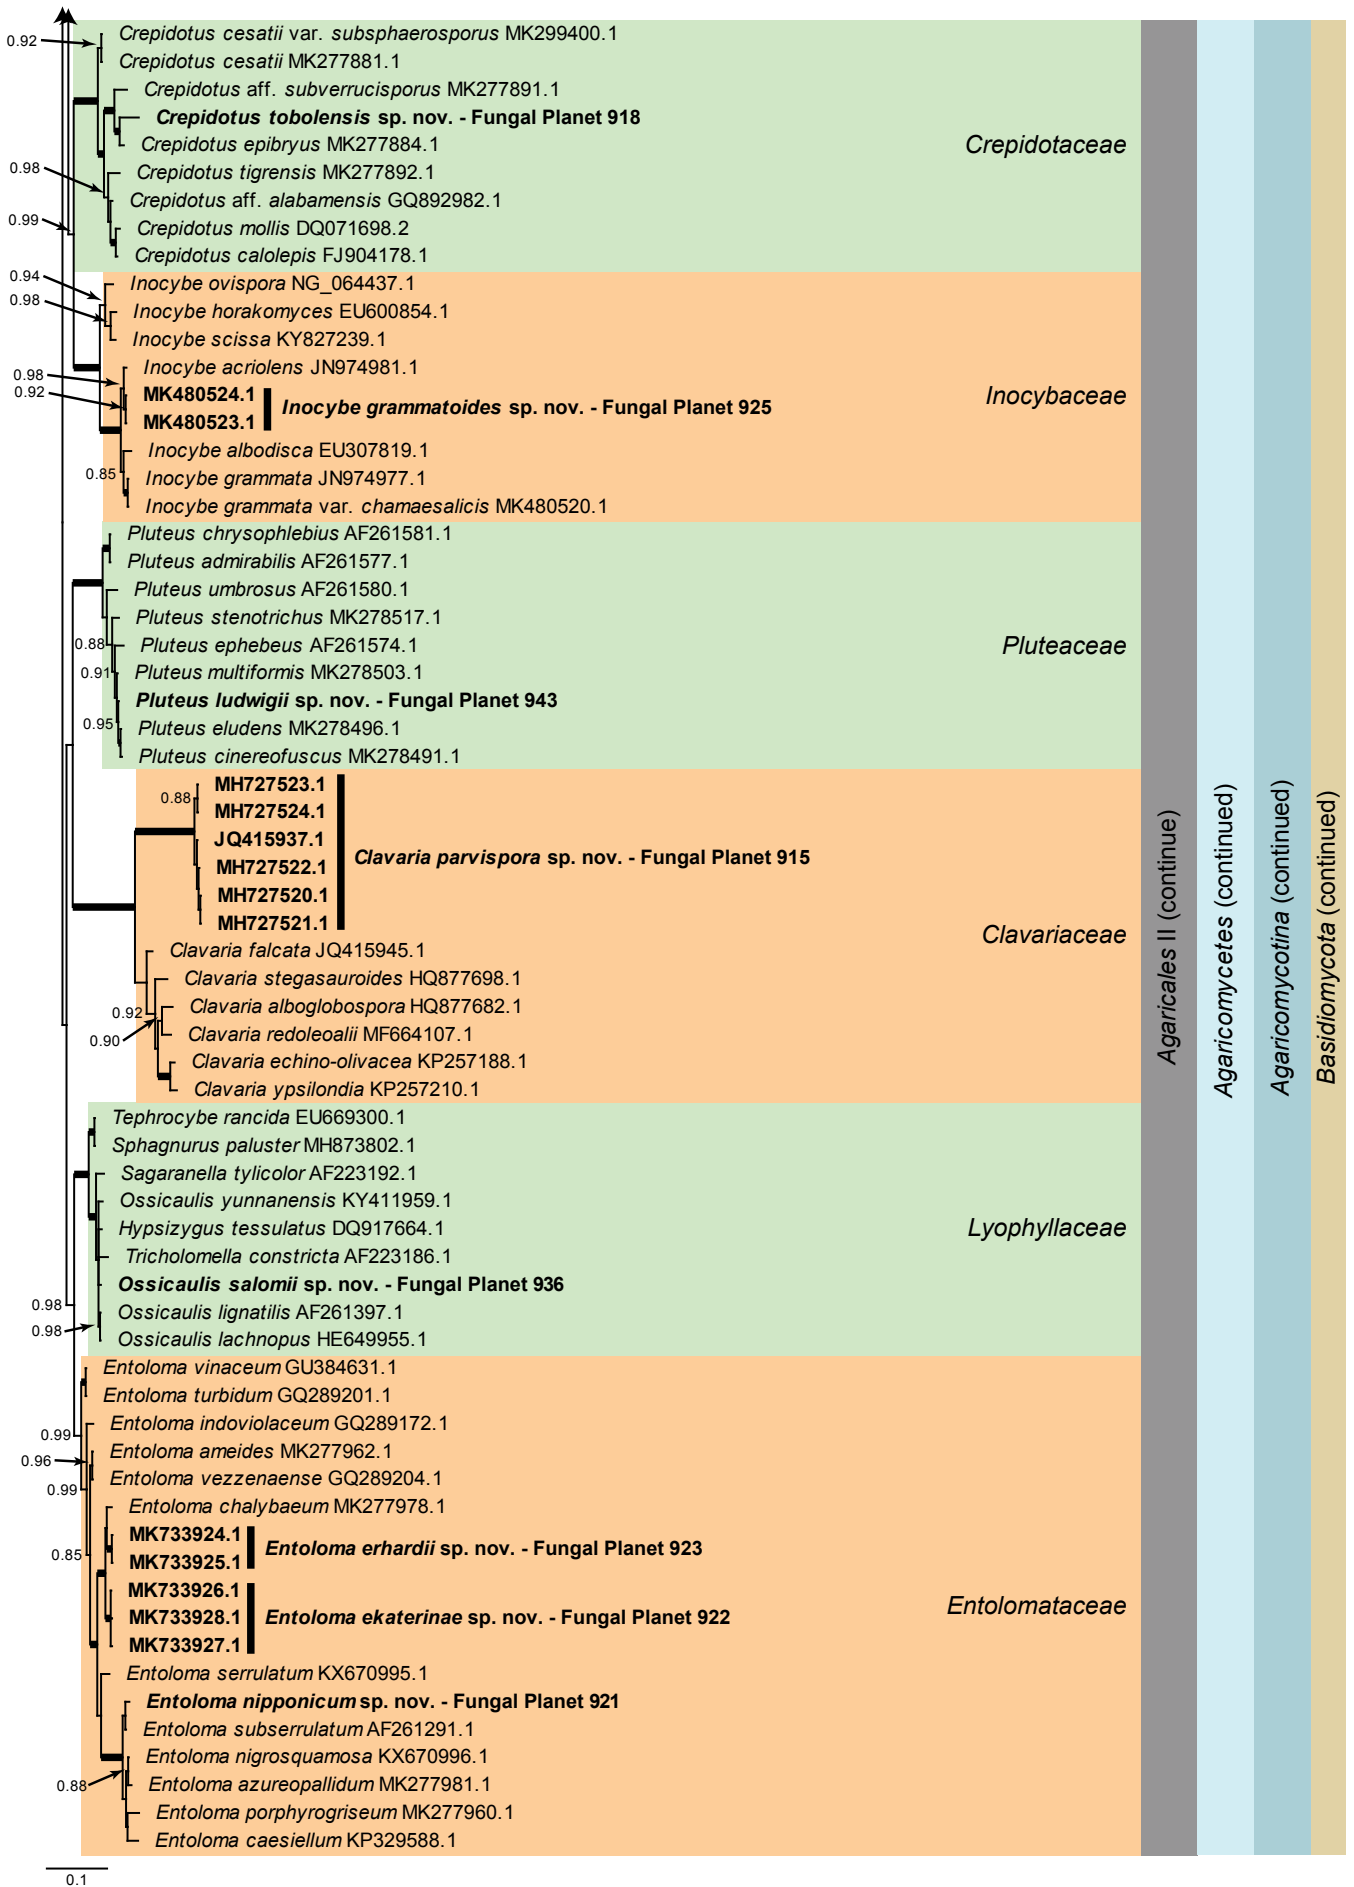 0.92
Crepidotus cesatii var. subsphaerosporus MK299400.1
Crepidotus cesatii MK277881.1
Crepidotus aff. subverrucisporus MK277891.1
Crepidotus tobolensis sp. nov. - Fungal Planet 918
Crepidotus epibryus MK277884.1
Crepidotaceae
0.98
Crepidotus tigrensis MK277892.1
Crepidotus aff. alabamensis GQ892982.1
0.99
Crepidotus mollis DQ071698.2
Crepidotus calolepis FJ904178.1
0.94
Inocybe ovispora NG_064437.1
0.98
Inocybe horakomyces EU600854.1
Inocybe scissa KY827239.1
Inocybe acriolens JN974981.1
0.98
0.92
MK480524.1
MK480523.1
Inocybe grammatoides sp. nov. - Fungal Planet 925
Inocybaceae
Inocybe albodisca EU307819.1
0.85
Inocybe grammata JN974977.1
Inocybe grammata var. chamaesalicis MK480520.1
Pluteus chrysophlebius AF261581.1
Pluteus admirabilis AF261577.1
Pluteus umbrosus AF261580.1
Pluteus stenotrichus MK278517.1
0.88
Pluteus ephebeus AF261574.1
Pluteaceae
0.91
Pluteus multiformis MK278503.1
Pluteus ludwigii sp. nov. - Fungal Planet 943
0.95
Pluteus eludens MK278496.1
Pluteus cinereofuscus MK278491.1
0.88
MH727523.1
MH727524.1
JQ415937.1
MH727522.1
MH727520.1
MH727521.1
Clavaria parvispora sp. nov. - Fungal Planet 915
Clavariaceae
Clavaria falcata JQ415945.1
Clavaria stegasauroides HQ877698.1
0.92
Clavaria alboglobospora HQ877682.1
0.90
Clavaria redoleoalii MF664107.1
Clavaria echino-olivacea KP257188.1
Clavaria ypsilondia KP257210.1
Tephrocybe rancida EU669300.1
Sphagnurus paluster MH873802.1
Sagaranella tylicolor AF223192.1
Ossicaulis yunnanensis KY411959.1
Hypsizygus tessulatus DQ917664.1
Lyophyllaceae
Tricholomella constricta AF223186.1
Ossicaulis salomii sp. nov. - Fungal Planet 936
0.98
Ossicaulis lignatilis AF261397.1
0.98
Ossicaulis lachnopus HE649955.1
Entoloma vinaceum GU384631.1
Entoloma turbidum GQ289201.1
Entoloma indoviolaceum GQ289172.1
0.99
Entoloma ameides MK277962.1
0.96
Entoloma vezzenaense GQ289204.1
0.99
Entoloma chalybaeum MK277978.1
MK733924.1
MK733925.1
Entoloma erhardii sp. nov. - Fungal Planet 923
0.85
MK733926.1
MK733928.1
MK733927.1
Entoloma ekaterinae sp. nov. - Fungal Planet 922
Entolomataceae
Entoloma serrulatum KX670995.1
Entoloma nipponicum sp. nov. - Fungal Planet 921
Entoloma subserrulatum AF261291.1
Entoloma nigrosquamosa KX670996.1
0.88
Entoloma azureopallidum MK277981.1
Entoloma porphyrogriseum MK277960.1
Entoloma caesiellum KP329588.1
0.1
Agaricales II (continue)
Agaricomycetes (continued)
Agaricomycotina (continued)
Basidiomycota (continued)